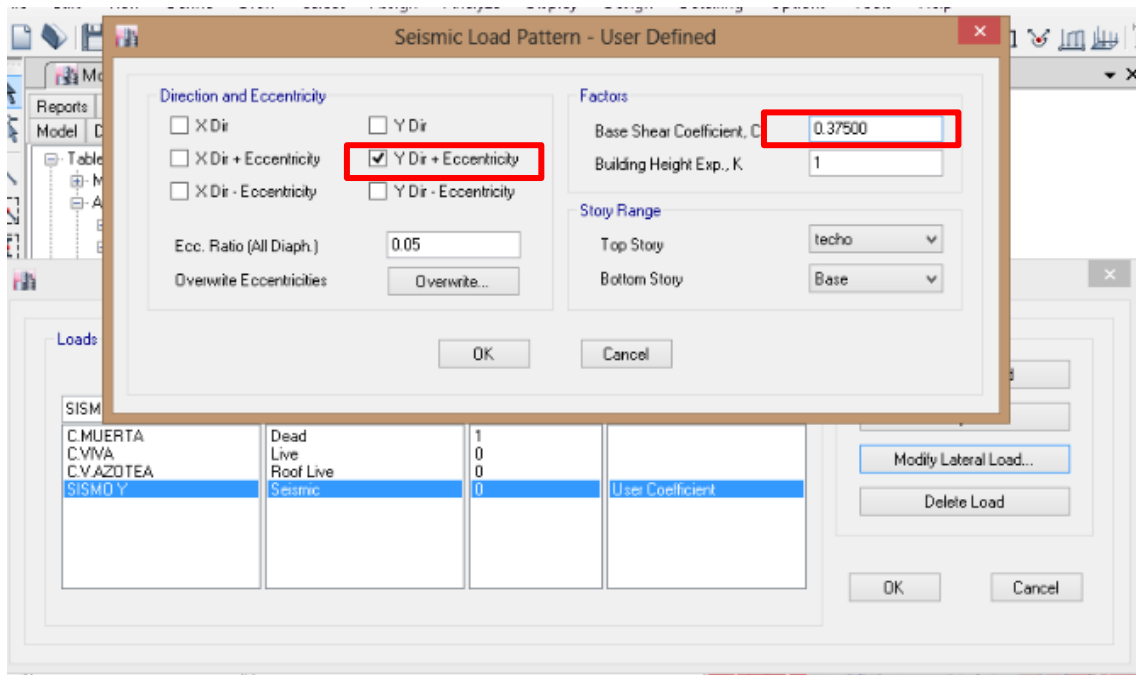 Seismic Load Pattern - User Defined
Mo
Reports
Model D
Table
Direction and Eccentricity
X Dir
Y Dir
X Dir + Eccentricity
Y Dir + Eccentricity
X Dir - Eccentricity
Y Dir - Eccentricity
Ecc. Ratio (All Diaph.)
0.05
Overwrite Eccentricities
Overwrite...
Factors
Base Shear Coefficient, C
0.37500
Building Height Exp., K
1
Story Range
Top Story
techo
Bottom Story
Base
OK
Cancel
Loads
SISM
C.MUERTA Dead 1
C.VIVA Live 0
C.V.AZOTEA Roof Live 0
SISMO Y Seismic 0 User Coefficient
Modify Lateral Load...
Delete Load
OK
Cancel